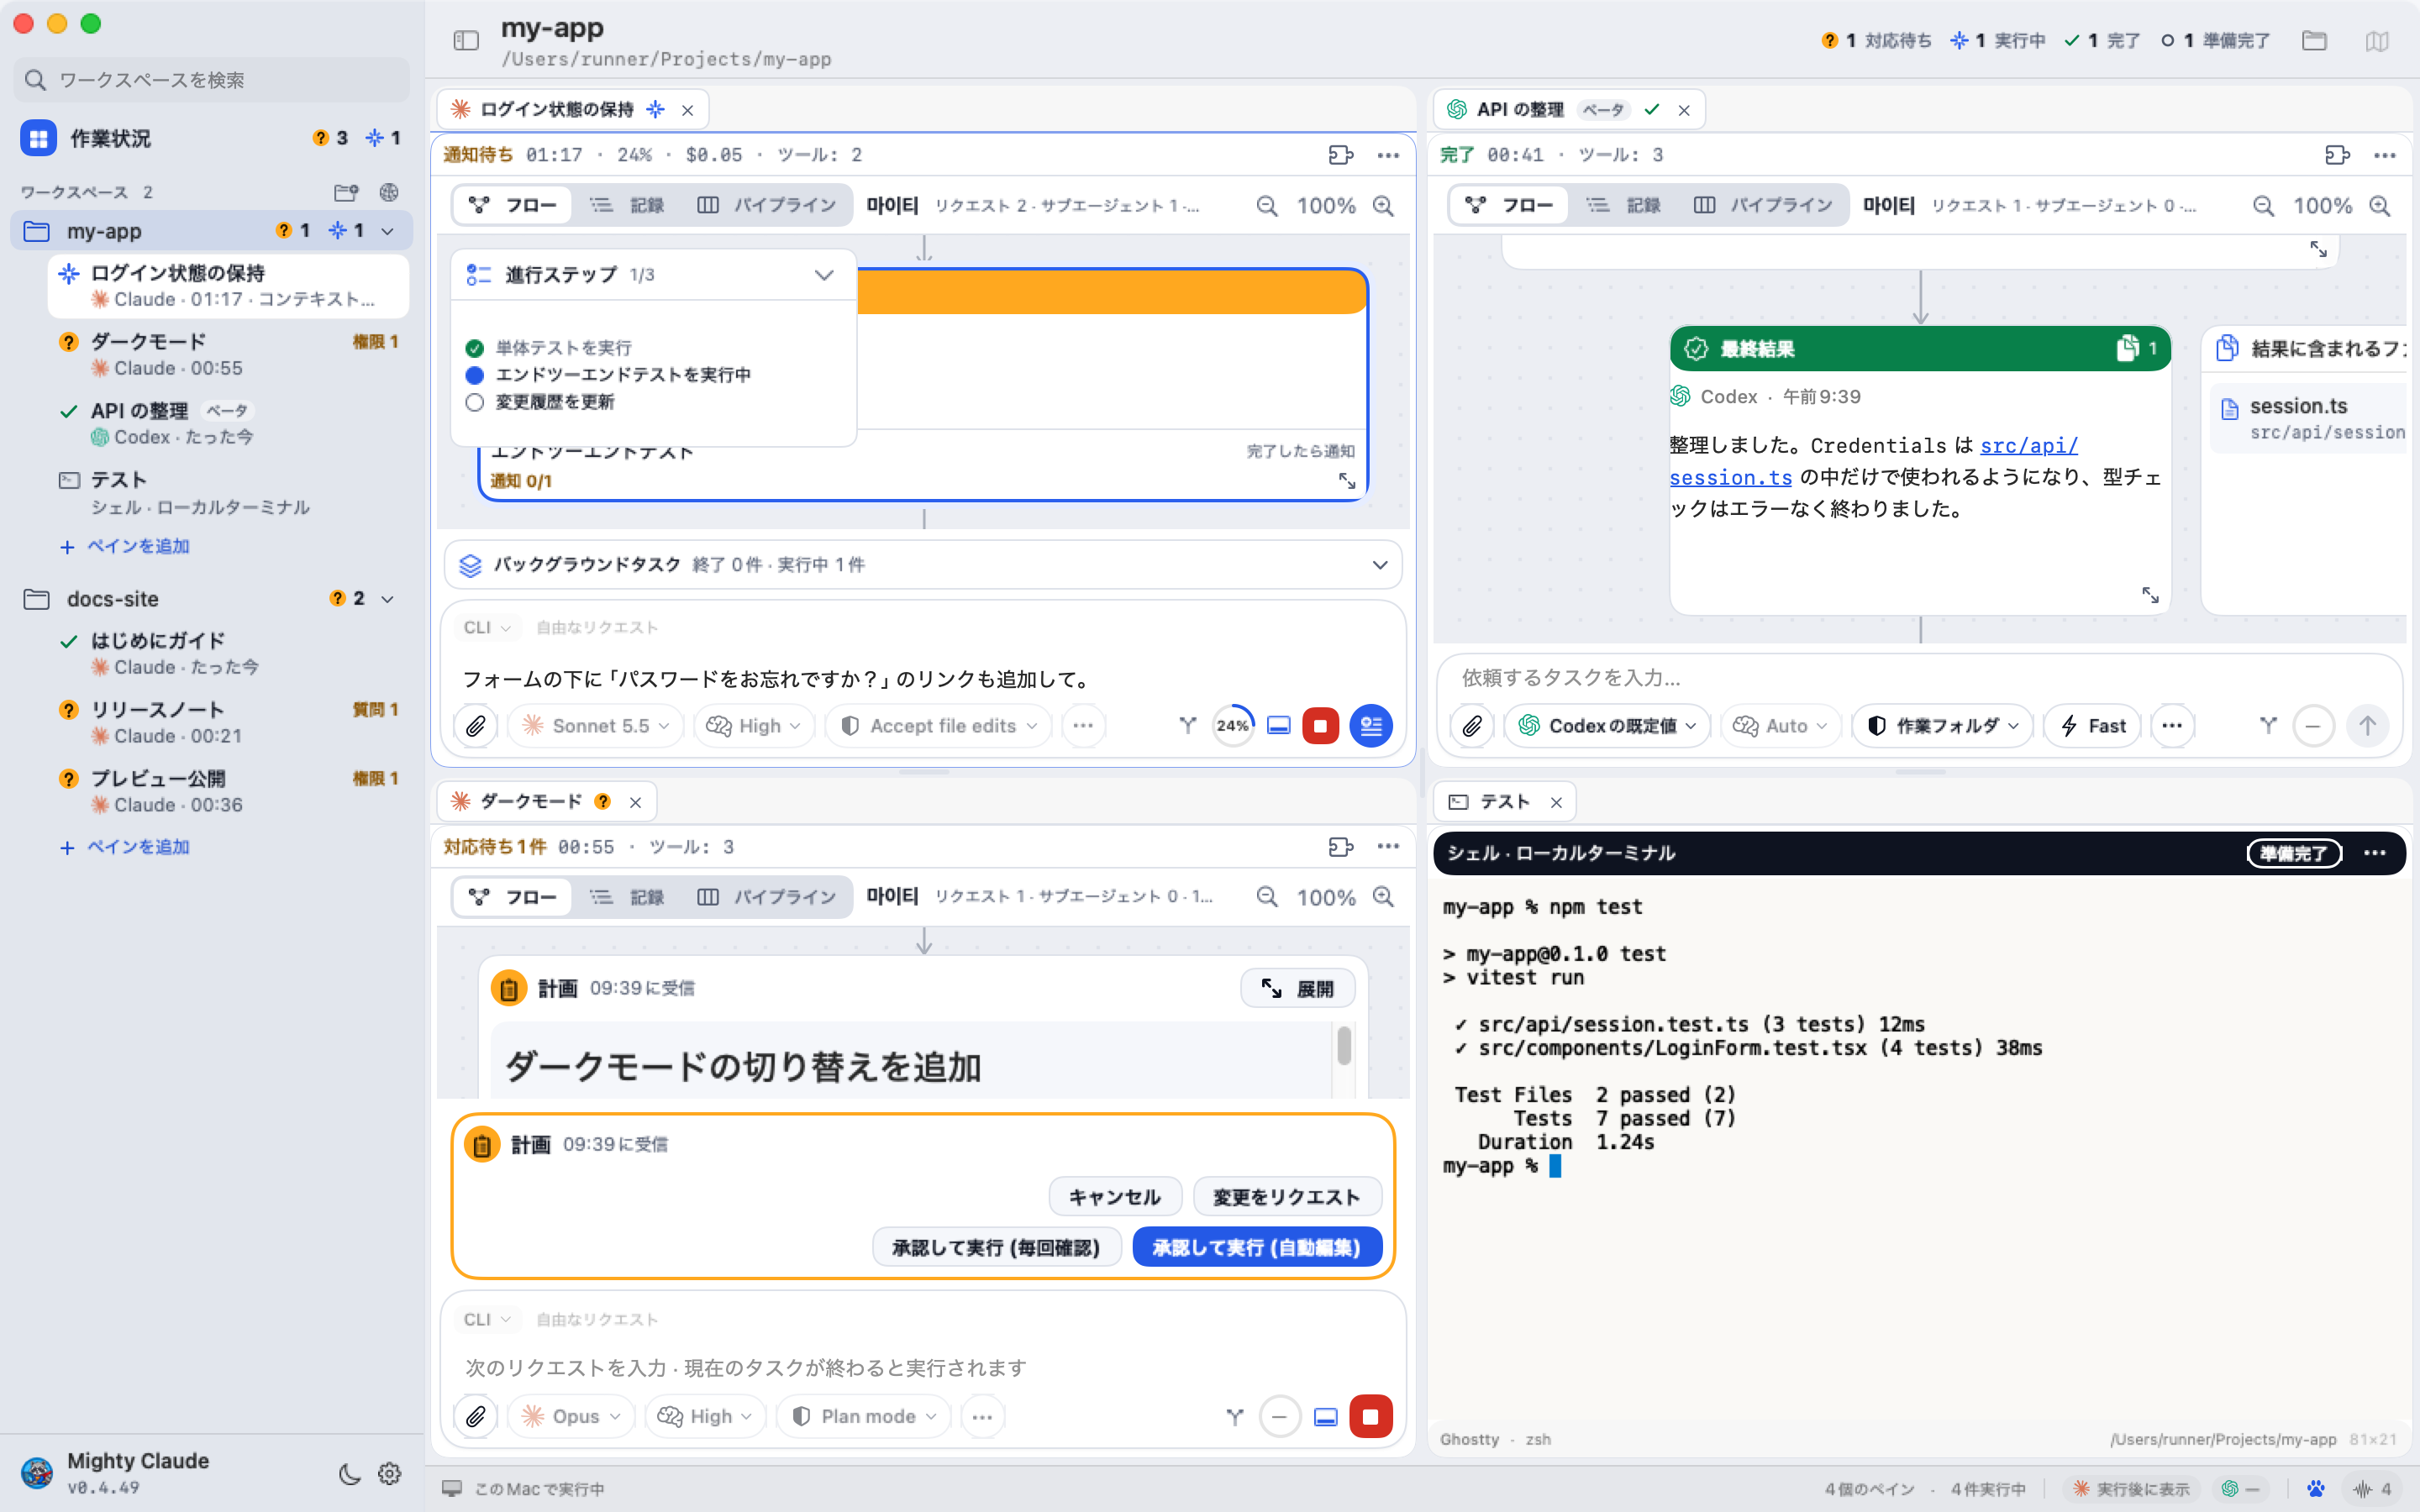 ワークスペースを検索
作業状況 3 1
ワークスペース 2
my-app 1 1
ログイン状態の保持
Claude · 01:17 · コンテキスト...
ダークモード 権限 1
Claude · 00:55
API の整理 ベータ
Codex · たった今
テスト
シェル · ローカルターミナル
+ ペインを追加
docs-site 2
はじめにガイド
Claude · たった今
リリースノート 質問 1
Claude · 00:21
プレビュー公開 権限 1
Claude · 00:36
+ ペインを追加
Mighty Claude
v0.4.49
my-app
/Users/runner/Projects/my-app
1 対応待ち 1 実行中 1 完了 1 準備完了
ログイン状態の保持
通知待ち 01:17 · 24% · $0.05 · ツール: 2
フロー 記録 パイプライン 마이티 リクエスト 2 · サブエージェント 1 ·... 100%
進行ステップ 1/3
単体テストを実行
エンドツーエンドテストを実行中
変更履歴を更新
エンドツーエンドテスト 完了したら通知
通知 0/1
バックグラウンドタスク 終了 0 件 · 実行中 1 件
CLI 自由なリクエスト
フォームの下に「パスワードをお忘れですか？」のリンクも追加して。
Sonnet 5.5 High Accept file edits ··· 24%
API の整理 ベータ
完了 00:41 · ツール: 3
フロー 記録 パイプライン 마이티 リクエスト 1 · サブエージェント 0 ·... 100%
最終結果 1
Codex · 午前9:39
整理しました。Credentials は src/api/
session.ts の中だけで使われるようになり、型チェ
ックはエラーなく終わりました。
結果に含まれるフ
session.ts
src/api/session
依頼するタスクを入力...
Codexの既定値 Auto 作業フォルダ Fast ···
ダークモード
対応待ち1件 00:55 · ツール: 3
フロー 記録 パイプライン 마이티 リクエスト 1 · サブエージェント 0 · 1... 100%
計画 09:39に受信 展開
ダークモードの切り替えを追加
計画 09:39に受信
キャンセル 変更をリクエスト
承認して実行 (毎回確認) 承認して実行 (自動編集)
CLI 自由なリクエスト
次のリクエストを入力 · 現在のタスクが終わると実行されます
Opus High Plan mode ···
テスト
シェル · ローカルターミナル 準備完了 ···
my-app % npm test
> my-app@0.1.0 test
> vitest run
✓ src/api/session.test.ts (3 tests) 12ms
✓ src/components/LoginForm.test.tsx (4 tests) 38ms
Test Files 2 passed (2)
Tests 7 passed (7)
Duration 1.24s
my-app %
Ghostty · zsh /Users/runner/Projects/my-app 81×21
このMacで実行中 4個のペイン · 4件実行中 実行後に表示 — 4